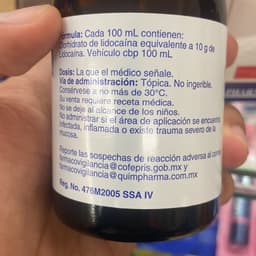 Fórmula: Cada 100 mL contienen:
Clorhidrato de lidocaína equivalente a 10 g de
Lidocaína. Vehículo cbp 100 mL
Dosis: La que el médico señale.
Vía de administración: Tópica. No ingerible.
Consérvese a no más de 30°C.
Su venta requiere receta médica.
No se deje al alcance de los niños.
No administrar si el área de aplicación se encuentra
infectada, inflamada o existe trauma severo de la
mucosa.
Reporte las sospechas de reacción adversa al correo
farmacovigilancia@cofepris.gob.mx y
farmacovigilancia@quimpharma.com.mx
Reg. No. 476M2005 SSA IV